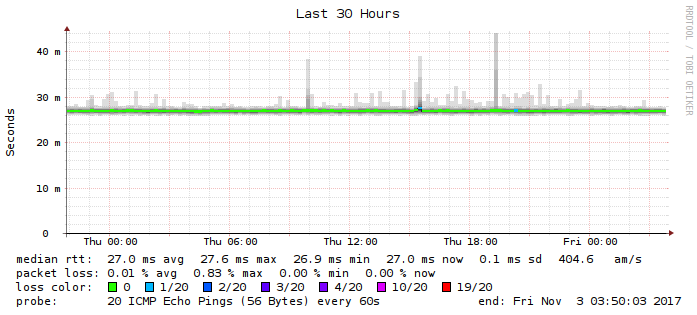 Last 30 Hours
RRDTOOL / TOBI OETIKER
Seconds
40 m
30 m
20 m
10 m
0
Thu 00:00 Thu 06:00 Thu 12:00 Thu 18:00 Fri 00:00
median rtt: 27.0 ms avg 27.6 ms max 26.9 ms min 27.0 ms now 0.1 ms sd 404.6 am/s
packet loss: 0.01 % avg 0.83 % max 0.00 % min 0.00 % now
loss color: 0 1/20 2/20 3/20 4/20 10/20 19/20
probe: 20 ICMP Echo Pings (56 Bytes) every 60s end: Fri Nov 3 03:50:03 2017